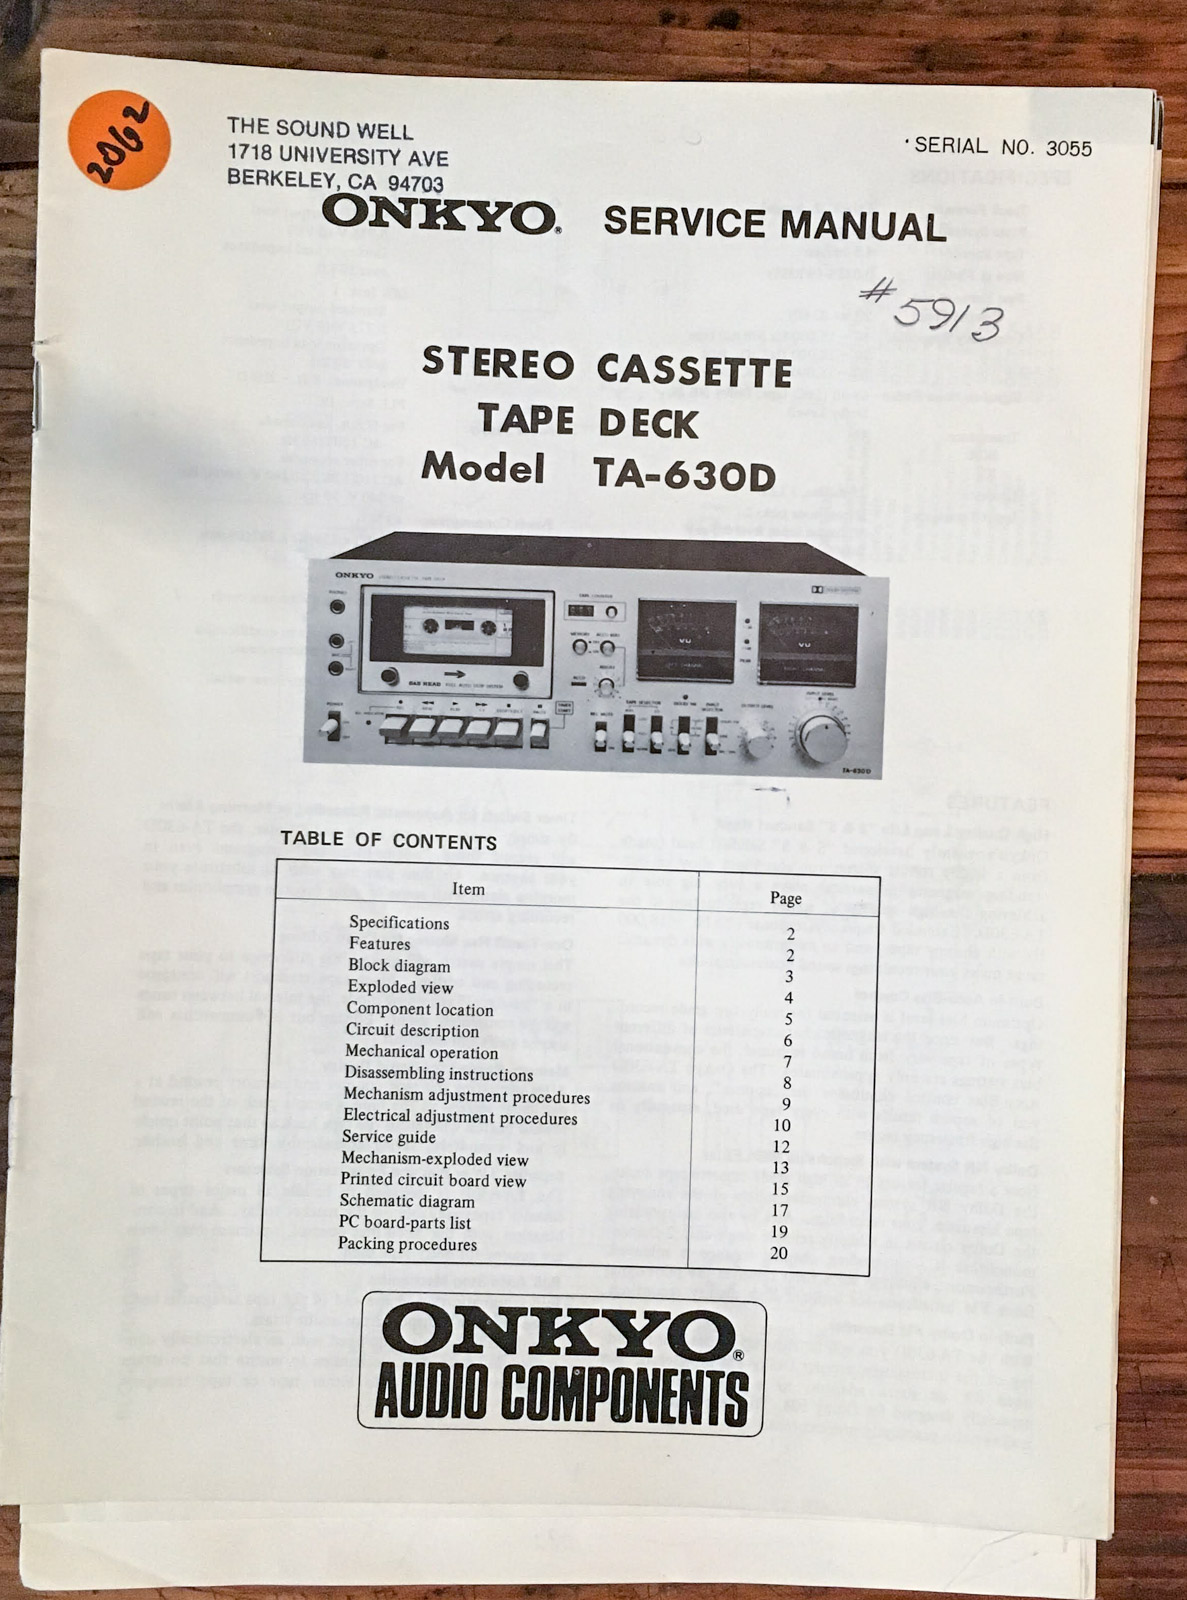 2062
THE SOUND WELL
1718 UNIVERSITY AVE
BERKELEY, CA 94703
SERIAL NO. 3055
ONKYO® SERVICE MANUAL
#5913
STEREO CASSETTE
TAPE DECK
Model TA-630D
ONKYO
VU
VU
TA-630D
TABLE OF CONTENTS
Item Page
Specifications 2
Features 2
Block diagram 3
Exploded view 4
Component location 5
Circuit description 6
Mechanical operation 7
Disassembling instructions 8
Mechanism adjustment procedures 9
Electrical adjustment procedures 10
Service guide 12
Mechanism-exploded view 13
Printed circuit board view 15
Schematic diagram 17
PC board-parts list 19
Packing procedures 20
ONKYO®
AUDIO COMPONENTS